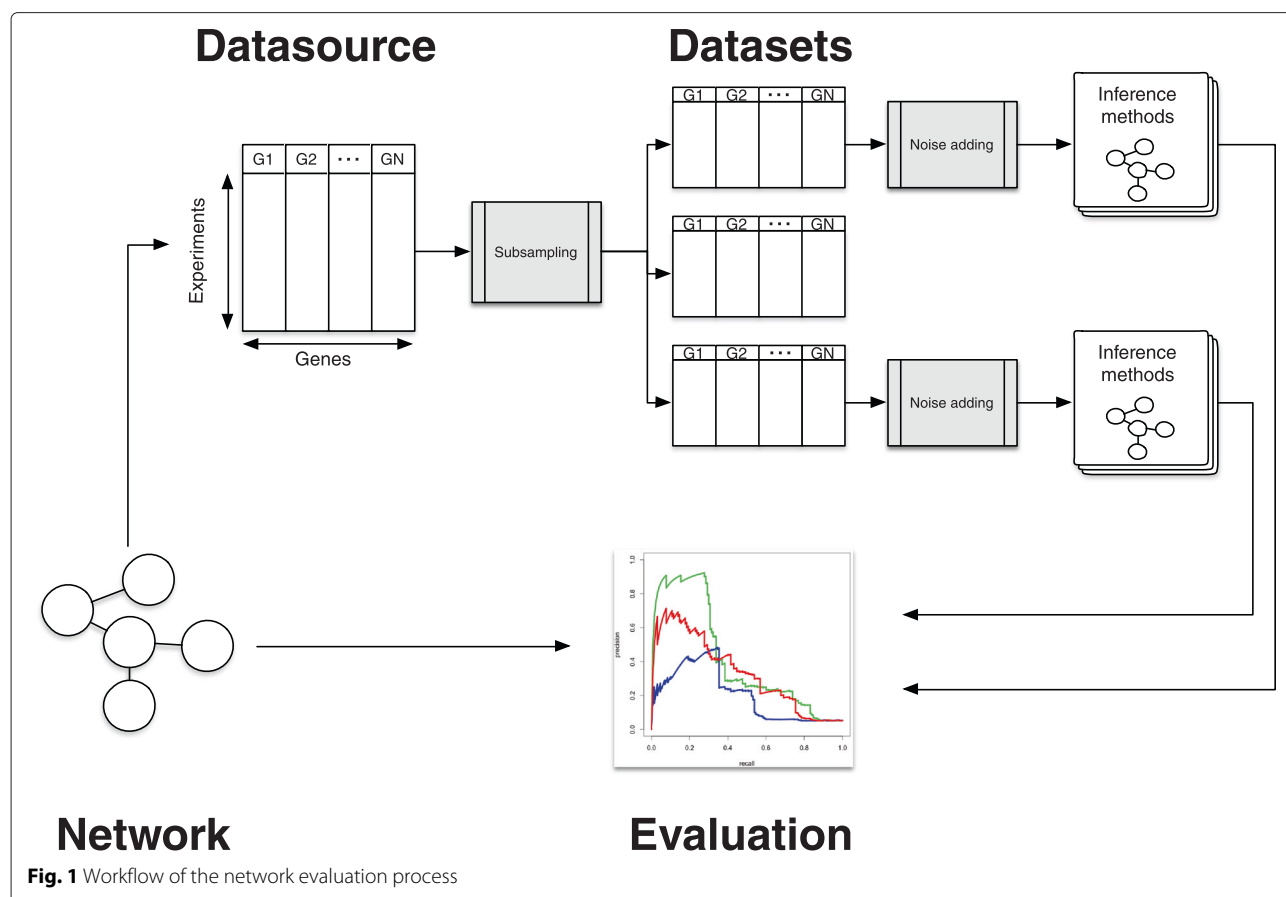 Datasource
Datasets
G1 G2 ... GN
Experiments
Genes
Subsampling
G1 G2 ... GN
Noise adding
Inference
methods
G1 G2 ... GN
G1 G2 ... GN
Noise adding
Inference
methods
precision
1.0
0.8
0.6
0.4
0.2
0.0
0.0 0.2 0.4 0.6 0.8 1.0
recall
Network
Evaluation
Fig. 1 Workflow of the network evaluation process